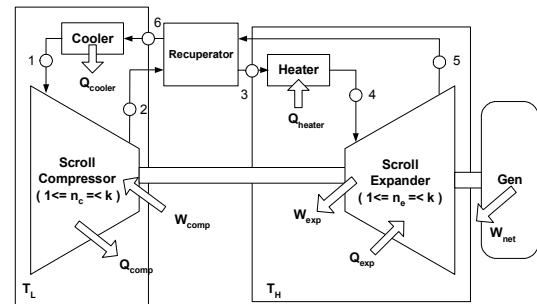 6
1
Cooler
Recuperator
5
Q_cooler
2
3
Heater
4
Q_heater
Scroll
Compressor
( 1<= n_c =< k )
Scroll
Expander
( 1<= n_e =< k )
Gen
W_comp
W_exp
W_net
Q_comp
Q_exp
T_L
T_H